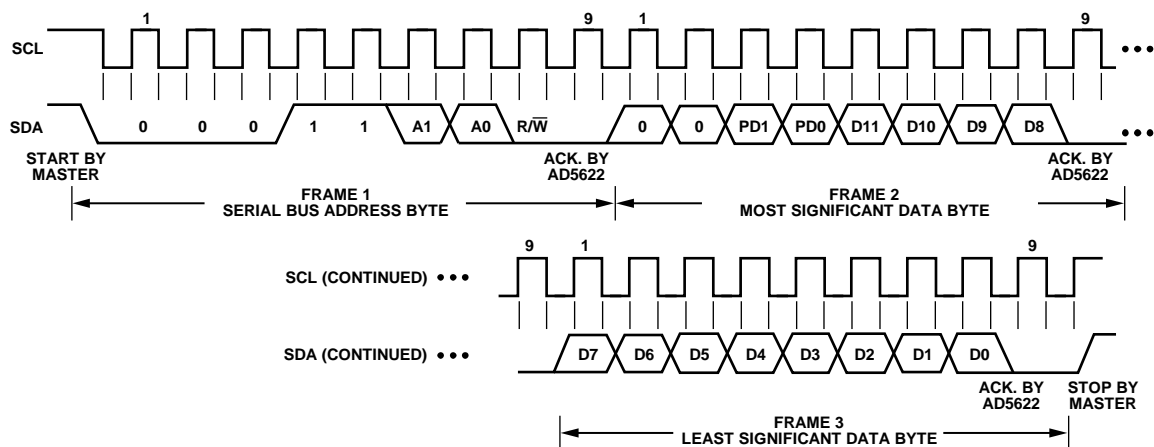 1 9 1 9
SCL
SDA 0 0 0 1 1 A1 A0 R/W̅ 0 0 PD1 PD0 D11 D10 D9 D8
START BY
MASTER
ACK. BY
AD5622
ACK. BY
AD5622
FRAME 1
SERIAL BUS ADDRESS BYTE
FRAME 2
MOST SIGNIFICANT DATA BYTE
9 1 9
SCL (CONTINUED)
SDA (CONTINUED) D7 D6 D5 D4 D3 D2 D1 D0
ACK. BY
AD5622
STOP BY
MASTER
FRAME 3
LEAST SIGNIFICANT DATA BYTE